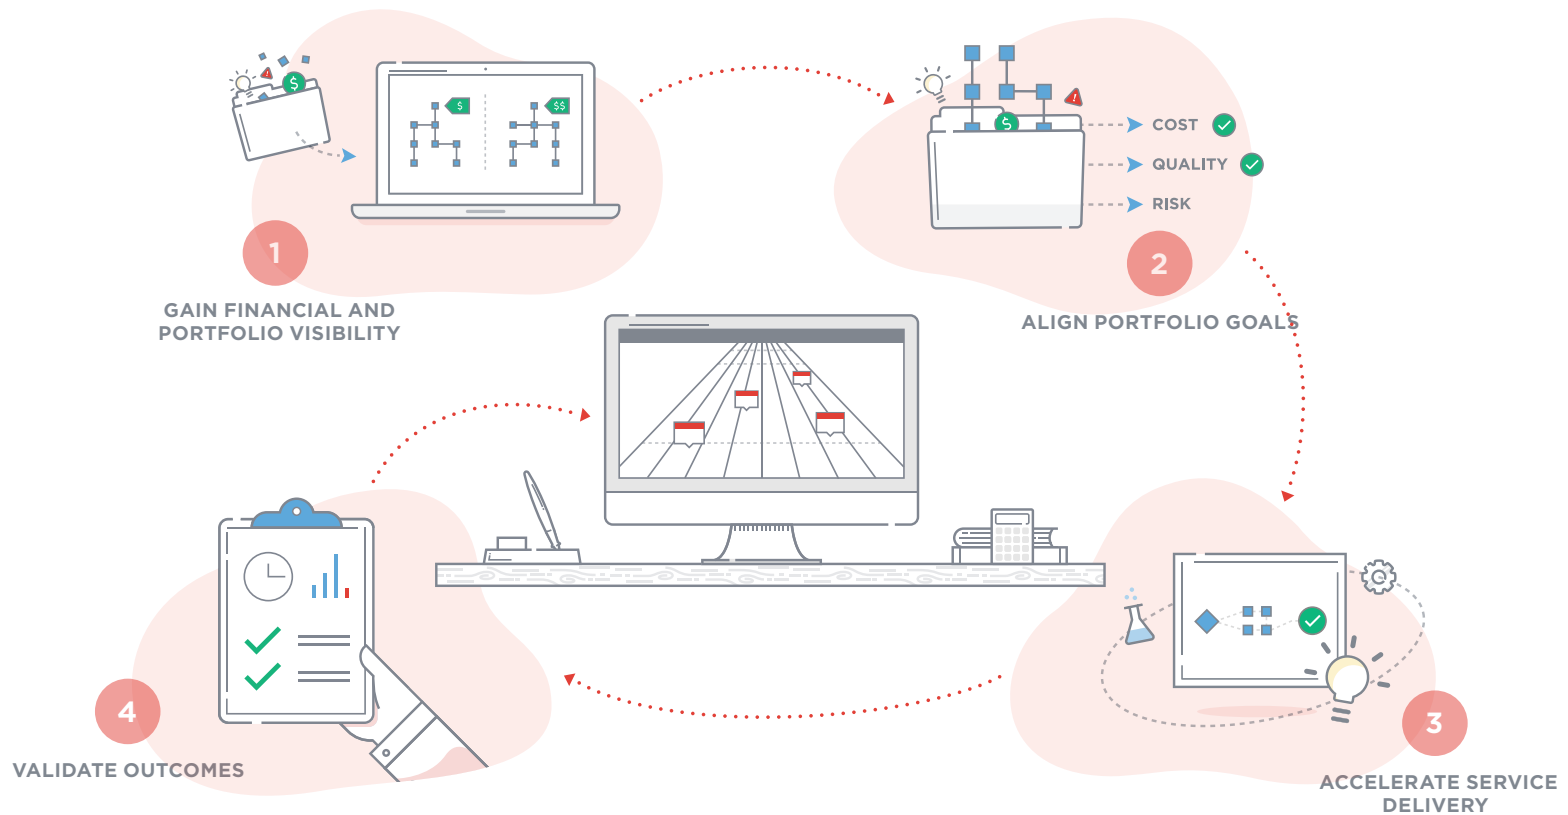 $
$
$$
1
GAIN FINANCIAL AND
PORTFOLIO VISIBILITY
!
$
COST
QUALITY
RISK
2
ALIGN PORTFOLIO GOALS
3
ACCELERATE SERVICE
DELIVERY
4
VALIDATE OUTCOMES